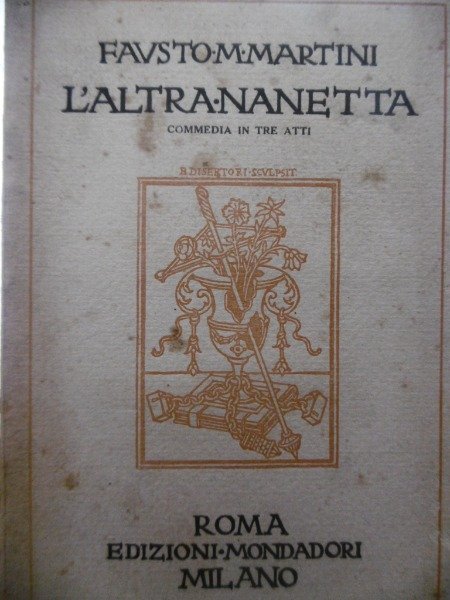 FAVSTO·M·MARTINI
L'ALTRA·NANETTA
COMMEDIA IN TRE ATTI
B·DISERTORI·SCVLPSIT
ROMA
EDIZIONI·MONDADORI
MILANO